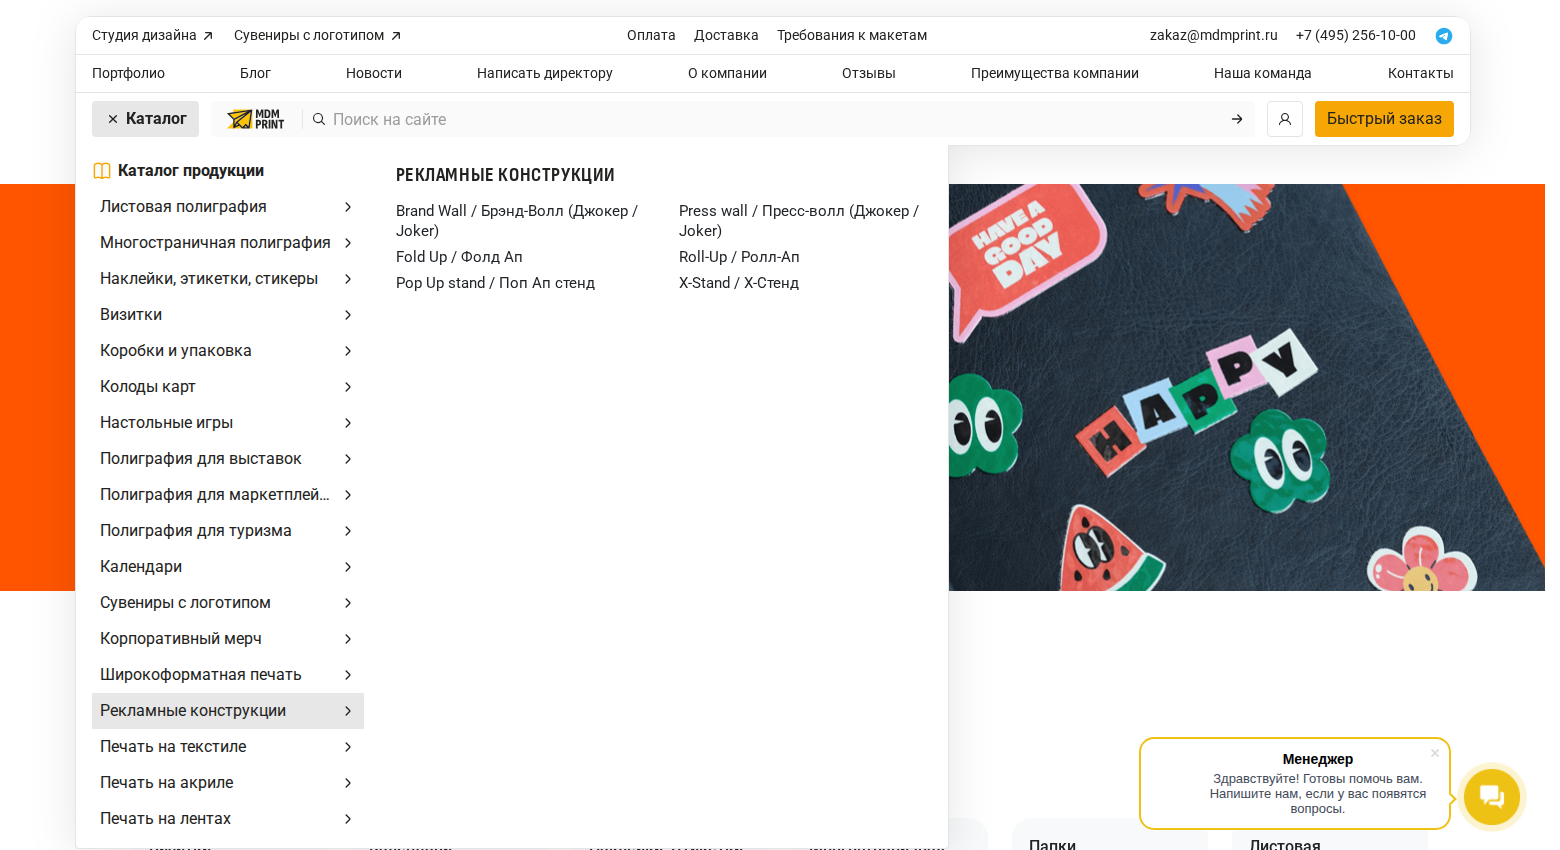 Студия дизайна
Сувениры с логотипом
Оплата
Доставка
Требования к макетам
zakaz@mdmprint.ru
+7 (495) 256-10-00
Портфолио
Блог
Новости
Написать директору
О компании
Отзывы
Преимущества компании
Наша команда
Контакты
Каталог
MDM
PRINT
Поиск на сайте
Быстрый заказ
Каталог продукции
Листовая полиграфия
Многостраничная полиграфия
Наклейки, этикетки, стикеры
Визитки
Коробки и упаковка
Колоды карт
Настольные игры
Полиграфия для выставок
Полиграфия для маркетплей...
Полиграфия для туризма
Календари
Сувениры с логотипом
Корпоративный мерч
Широкоформатная печать
Рекламные конструкции
Печать на текстиле
Печать на акриле
Печать на лентах
РЕКЛАМНЫЕ КОНСТРУКЦИИ
Brand Wall / Брэнд-Волл (Джокер /
Joker)
Fold Up / Фолд Ап
Pop Up stand / Поп Ап стенд
Press wall / Пресс-волл (Джокер /
Joker)
Roll-Up / Ролл-Ап
X-Stand / Х-Стенд
HAVE A
GOOD
DAY
HAPPY
Менеджер
Здравствуйте! Готовы помочь вам.
Напишите нам, если у вас появятся
вопросы.
Папки
Листовая